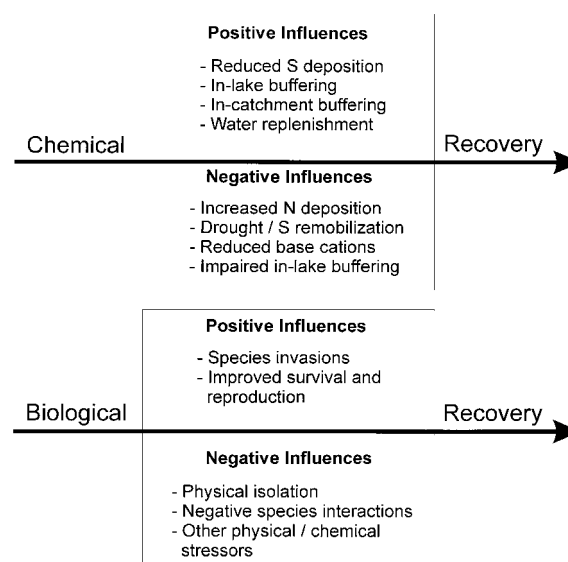 Positive Influences
- Reduced S deposition
- In-lake buffering
- In-catchment buffering
- Water replenishment
Chemical
Recovery
Negative Influences
- Increased N deposition
- Drought / S remobilization
- Reduced base cations
- Impaired in-lake buffering
Positive Influences
- Species invasions
- Improved survival and
reproduction
Biological
Recovery
Negative Influences
- Physical isolation
- Negative species interactions
- Other physical / chemical
stressors